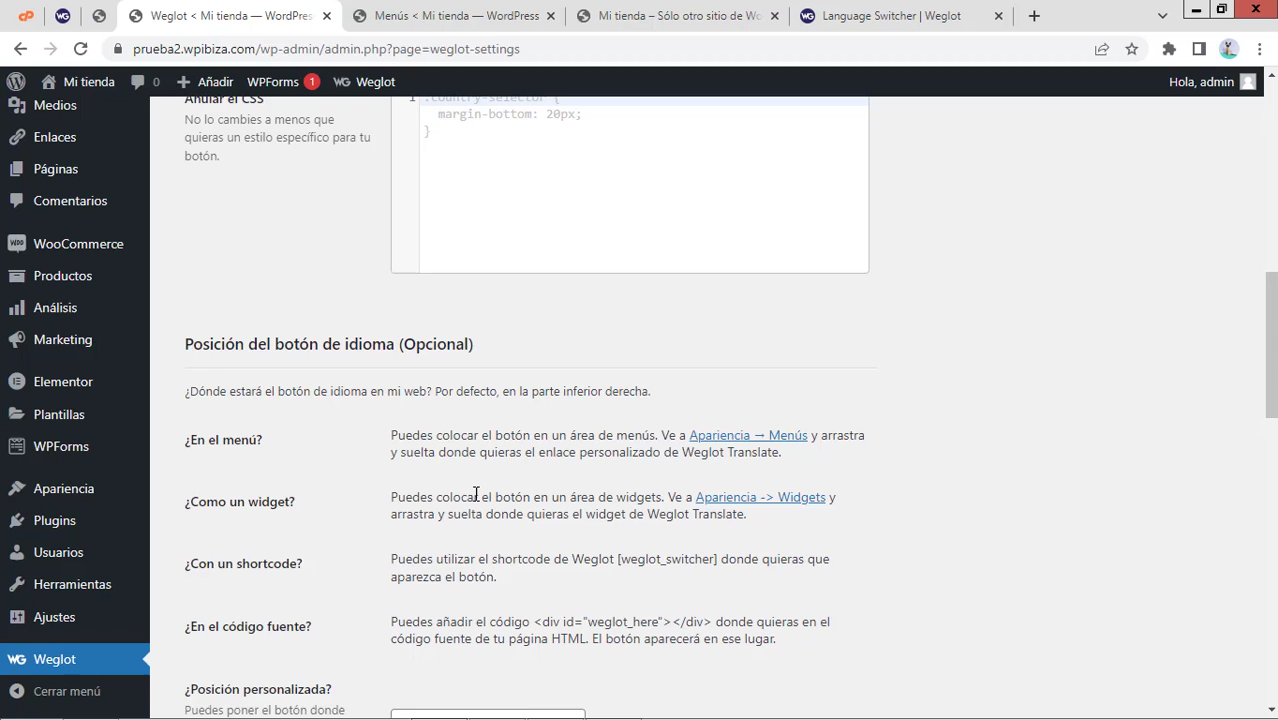 Weglot < Mi tienda — WordPress
Menús < Mi tienda — WordPress
Mi tienda – Sólo otro sitio de Wo
Language Switcher | Weglot
prueba2.wpibiza.com/wp-admin/admin.php?page=weglot-settings
Mi tienda
0
Añadir
WPForms 1
Weglot
Hola, admin
Medios
Enlaces
Páginas
Comentarios
WooCommerce
Productos
Análisis
Marketing
Elementor
Plantillas
WPForms
Apariencia
Plugins
Usuarios
Herramientas
Ajustes
Weglot
Cerrar menú
Anular el CSS
No lo cambies a menos que
quieras un estilo específico para tu
botón.
1
.country-selector {
margin-bottom: 20px;
}
Posición del botón de idioma (Opcional)
¿Dónde estará el botón de idioma en mi web? Por defecto, en la parte inferior derecha.
¿En el menú?
Puedes colocar el botón en un área de menús. Ve a Apariencia → Menús y arrastra
y suelta donde quieras el enlace personalizado de Weglot Translate.
¿Como un widget?
Puedes colocar el botón en un área de widgets. Ve a Apariencia -> Widgets y
arrastra y suelta donde quieras el widget de Weglot Translate.
¿Con un shortcode?
Puedes utilizar el shortcode de Weglot [weglot_switcher] donde quieras que
aparezca el botón.
¿En el código fuente?
Puedes añadir el código <div id="weglot_here"></div> donde quieras en el
código fuente de tu página HTML. El botón aparecerá en ese lugar.
¿Posición personalizada?
Puedes poner el botón donde